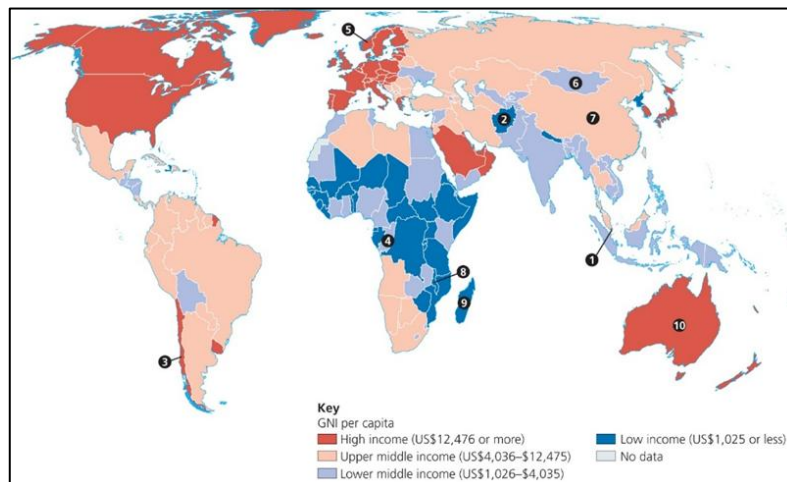 5
6
2
7
4
1
8
9
3
10
Key
GNI per capita
High income (US$12,476 or more)
Upper middle income (US$4,036–$12,475)
Lower middle income (US$1,026–$4,035)
Low income (US$1,025 or less)
No data